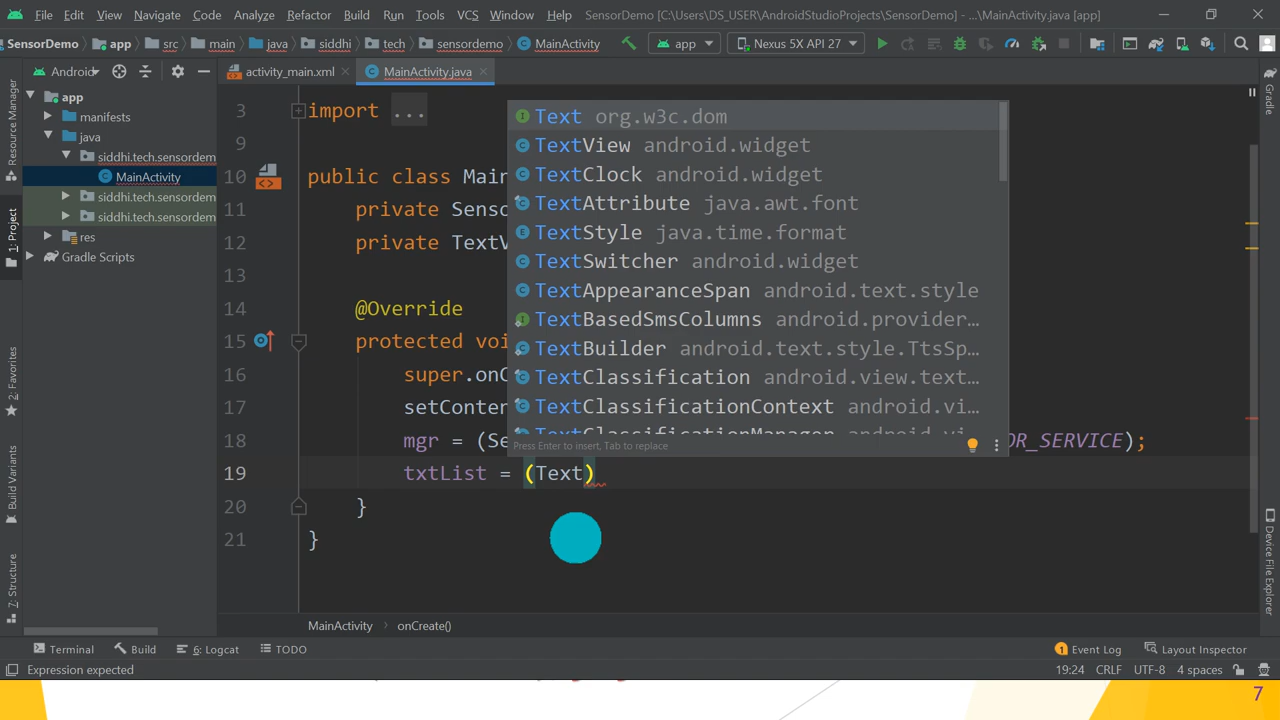 File Edit View Navigate Code Analyze Refactor Build Run Tools VCS Window Help SensorDemo [C:\Users\DS_USER\AndroidStudioProjects\SensorDemo] - ...\MainActivity.java [app]
SensorDemo app src main java siddhi tech sensordemo MainActivity app Nexus 5X API 27
Android activity_main.xml MainActivity.java
Resource Manager
1: Project
2: Favorites
Build Variants
7: Structure
app
manifests
java
siddhi.tech.sensordem
MainActivity
siddhi.tech.sensordem
siddhi.tech.sensordem
res
Gradle Scripts
3 import ...
9
10 public class Main
11 private Senso
12 private TextV
13
14 @Override
15 protected voi
16 super.onC
17 setConten
18 mgr = (Se OR_SERVICE);
19 txtList = (Text)
20 }
21 }
Text org.w3c.dom
TextView android.widget
TextClock android.widget
TextAttribute java.awt.font
TextStyle java.time.format
TextSwitcher android.widget
TextAppearanceSpan android.text.style
TextBasedSmsColumns android.provider...
TextBuilder android.text.style.TtsSp...
TextClassification android.view.text...
TextClassificationContext android.vi...
TextClassificationManager android.vi...
Press Enter to insert, Tab to replace
Gradle
Device File Explorer
MainActivity › onCreate()
Terminal Build 6: Logcat TODO 1 Event Log Layout Inspector
Expression expected 19:24 CRLF UTF-8 4 spaces
7